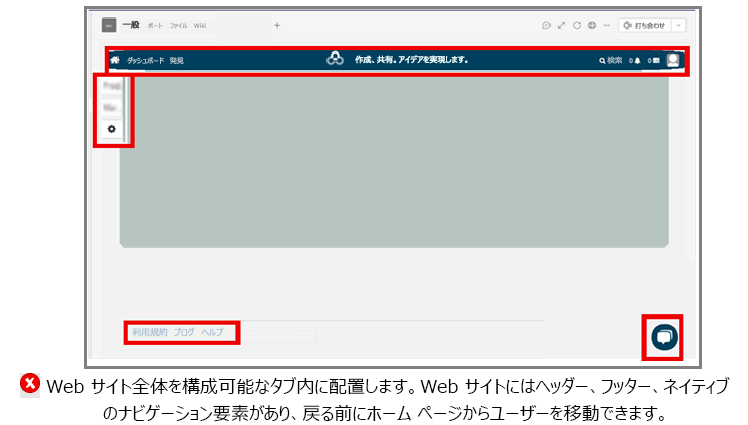 一般 ポート ファイル Wiki + 打ち合わせ
ダッシュボード 発見 作成、共有。アイデアを実現します。 検索 0 0
利用規約 ブログ ヘルプ
Web サイト全体を構成可能なタブ内に配置します。Web サイトにはヘッダー、フッター、ネイティブ
のナビゲーション要素があり、戻る前にホーム ページからユーザーを移動できます。